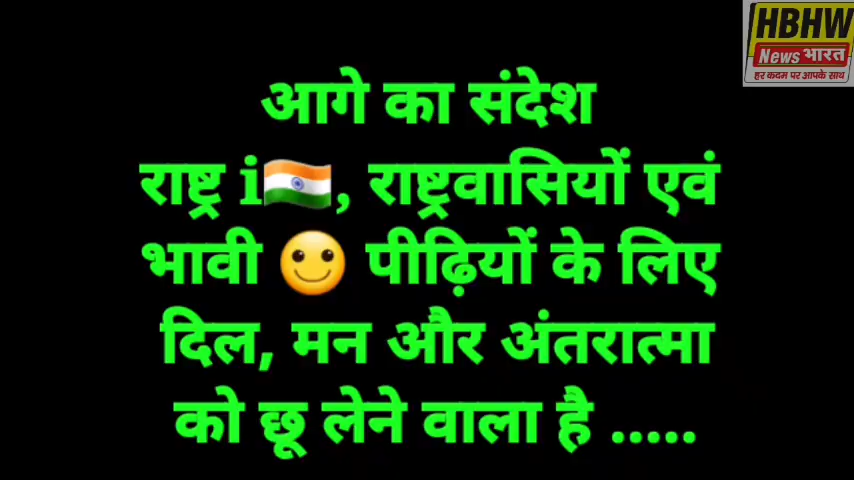 HBHW
News भारत
हर कदम पर आपके साथ
आगे का संदेश
राष्ट्र i🇮🇳, राष्ट्रवासियों एवं
भावी 🙂 पीढ़ियों के लिए
दिल, मन और अंतरात्मा
को छू लेने वाला है .....